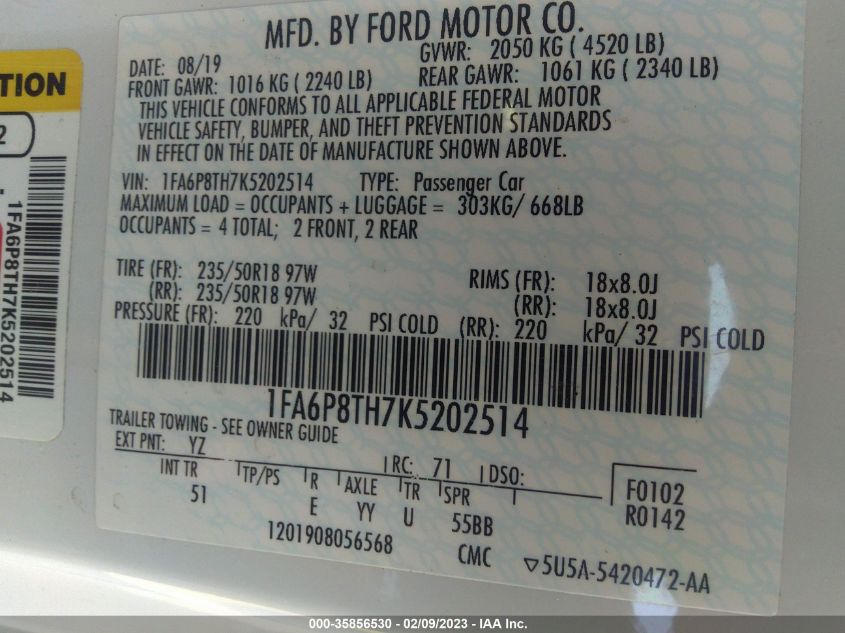 MFD. BY FORD MOTOR CO.
DATE: 08/19 GVWR: 2050 KG ( 4520 LB)
FRONT GAWR: 1016 KG ( 2240 LB) REAR GAWR: 1061 KG ( 2340 LB)
THIS VEHICLE CONFORMS TO ALL APPLICABLE FEDERAL MOTOR
VEHICLE SAFETY, BUMPER, AND THEFT PREVENTION STANDARDS
IN EFFECT ON THE DATE OF MANUFACTURE SHOWN ABOVE.
VIN: 1FA6P8TH7K5202514 TYPE: Passenger Car
MAXIMUM LOAD = OCCUPANTS + LUGGAGE = 303KG/ 668LB
OCCUPANTS = 4 TOTAL; 2 FRONT, 2 REAR
TIRE (FR): 235/50R18 97W RIMS (FR): 18x8.0J
(RR): 235/50R18 97W (RR): 18x8.0J
PRESSURE (FR): 220 kPa/ 32 PSI COLD (RR): 220 kPa/ 32 PSI COLD
1FA6P8TH7K5202514
TRAILER TOWING - SEE OWNER GUIDE
EXT PNT: YZ RC: 71 DSO:
INT TR TP/PS R AXLE TR SPR F0102
51 E YY U 55BB R0142
1201908056568 CMC ▽5U5A-5420472-AA
TION
2
1FA6P8TH7K5202514
000-35856530 - 02/09/2023 - IAA Inc.